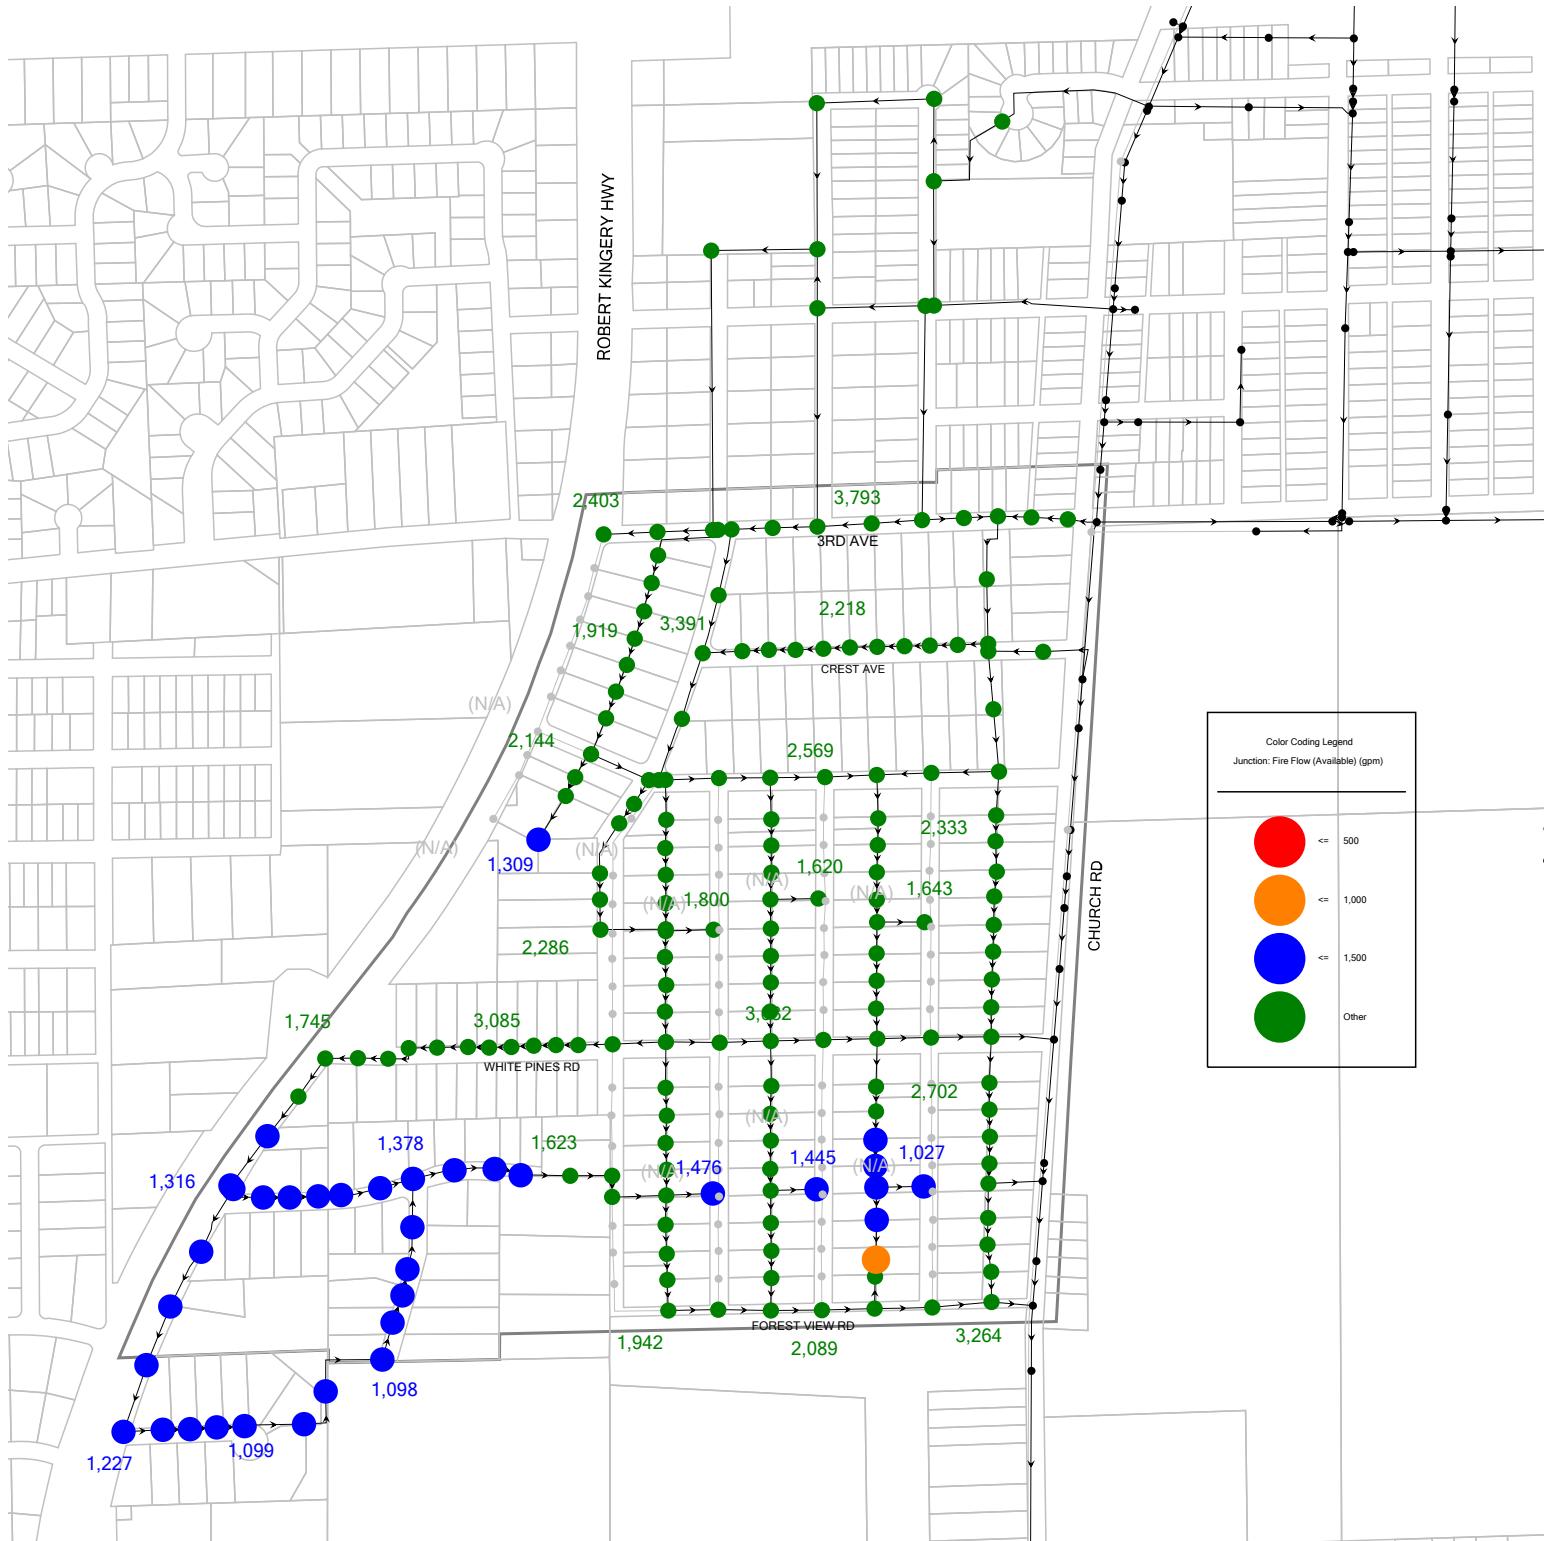 ROBERT KINGERY HWY
2,403
3,793
3RD AVE
2,218
1,919
3,391
CREST AVE
(N/A)
2,144
2,569
Color Coding Legend
Junction: Fire Flow (Available) (gpm)
<= 500
<= 1,000
<= 1,500
Other
2,333
(N/A)
(N/A)
1,309
1,620
(N/A)
(N/A)
1,643
(N/A)
1,800
CHURCH RD
2,286
1,745
3,085
WHITE PINES RD
2,702
(N/A)
1,378
1,623
1,316
(N/A)
1,476
1,445
(N/A)
1,027
FOREST VIEW RD
1,942
2,089
3,264
1,098
1,099
1,227